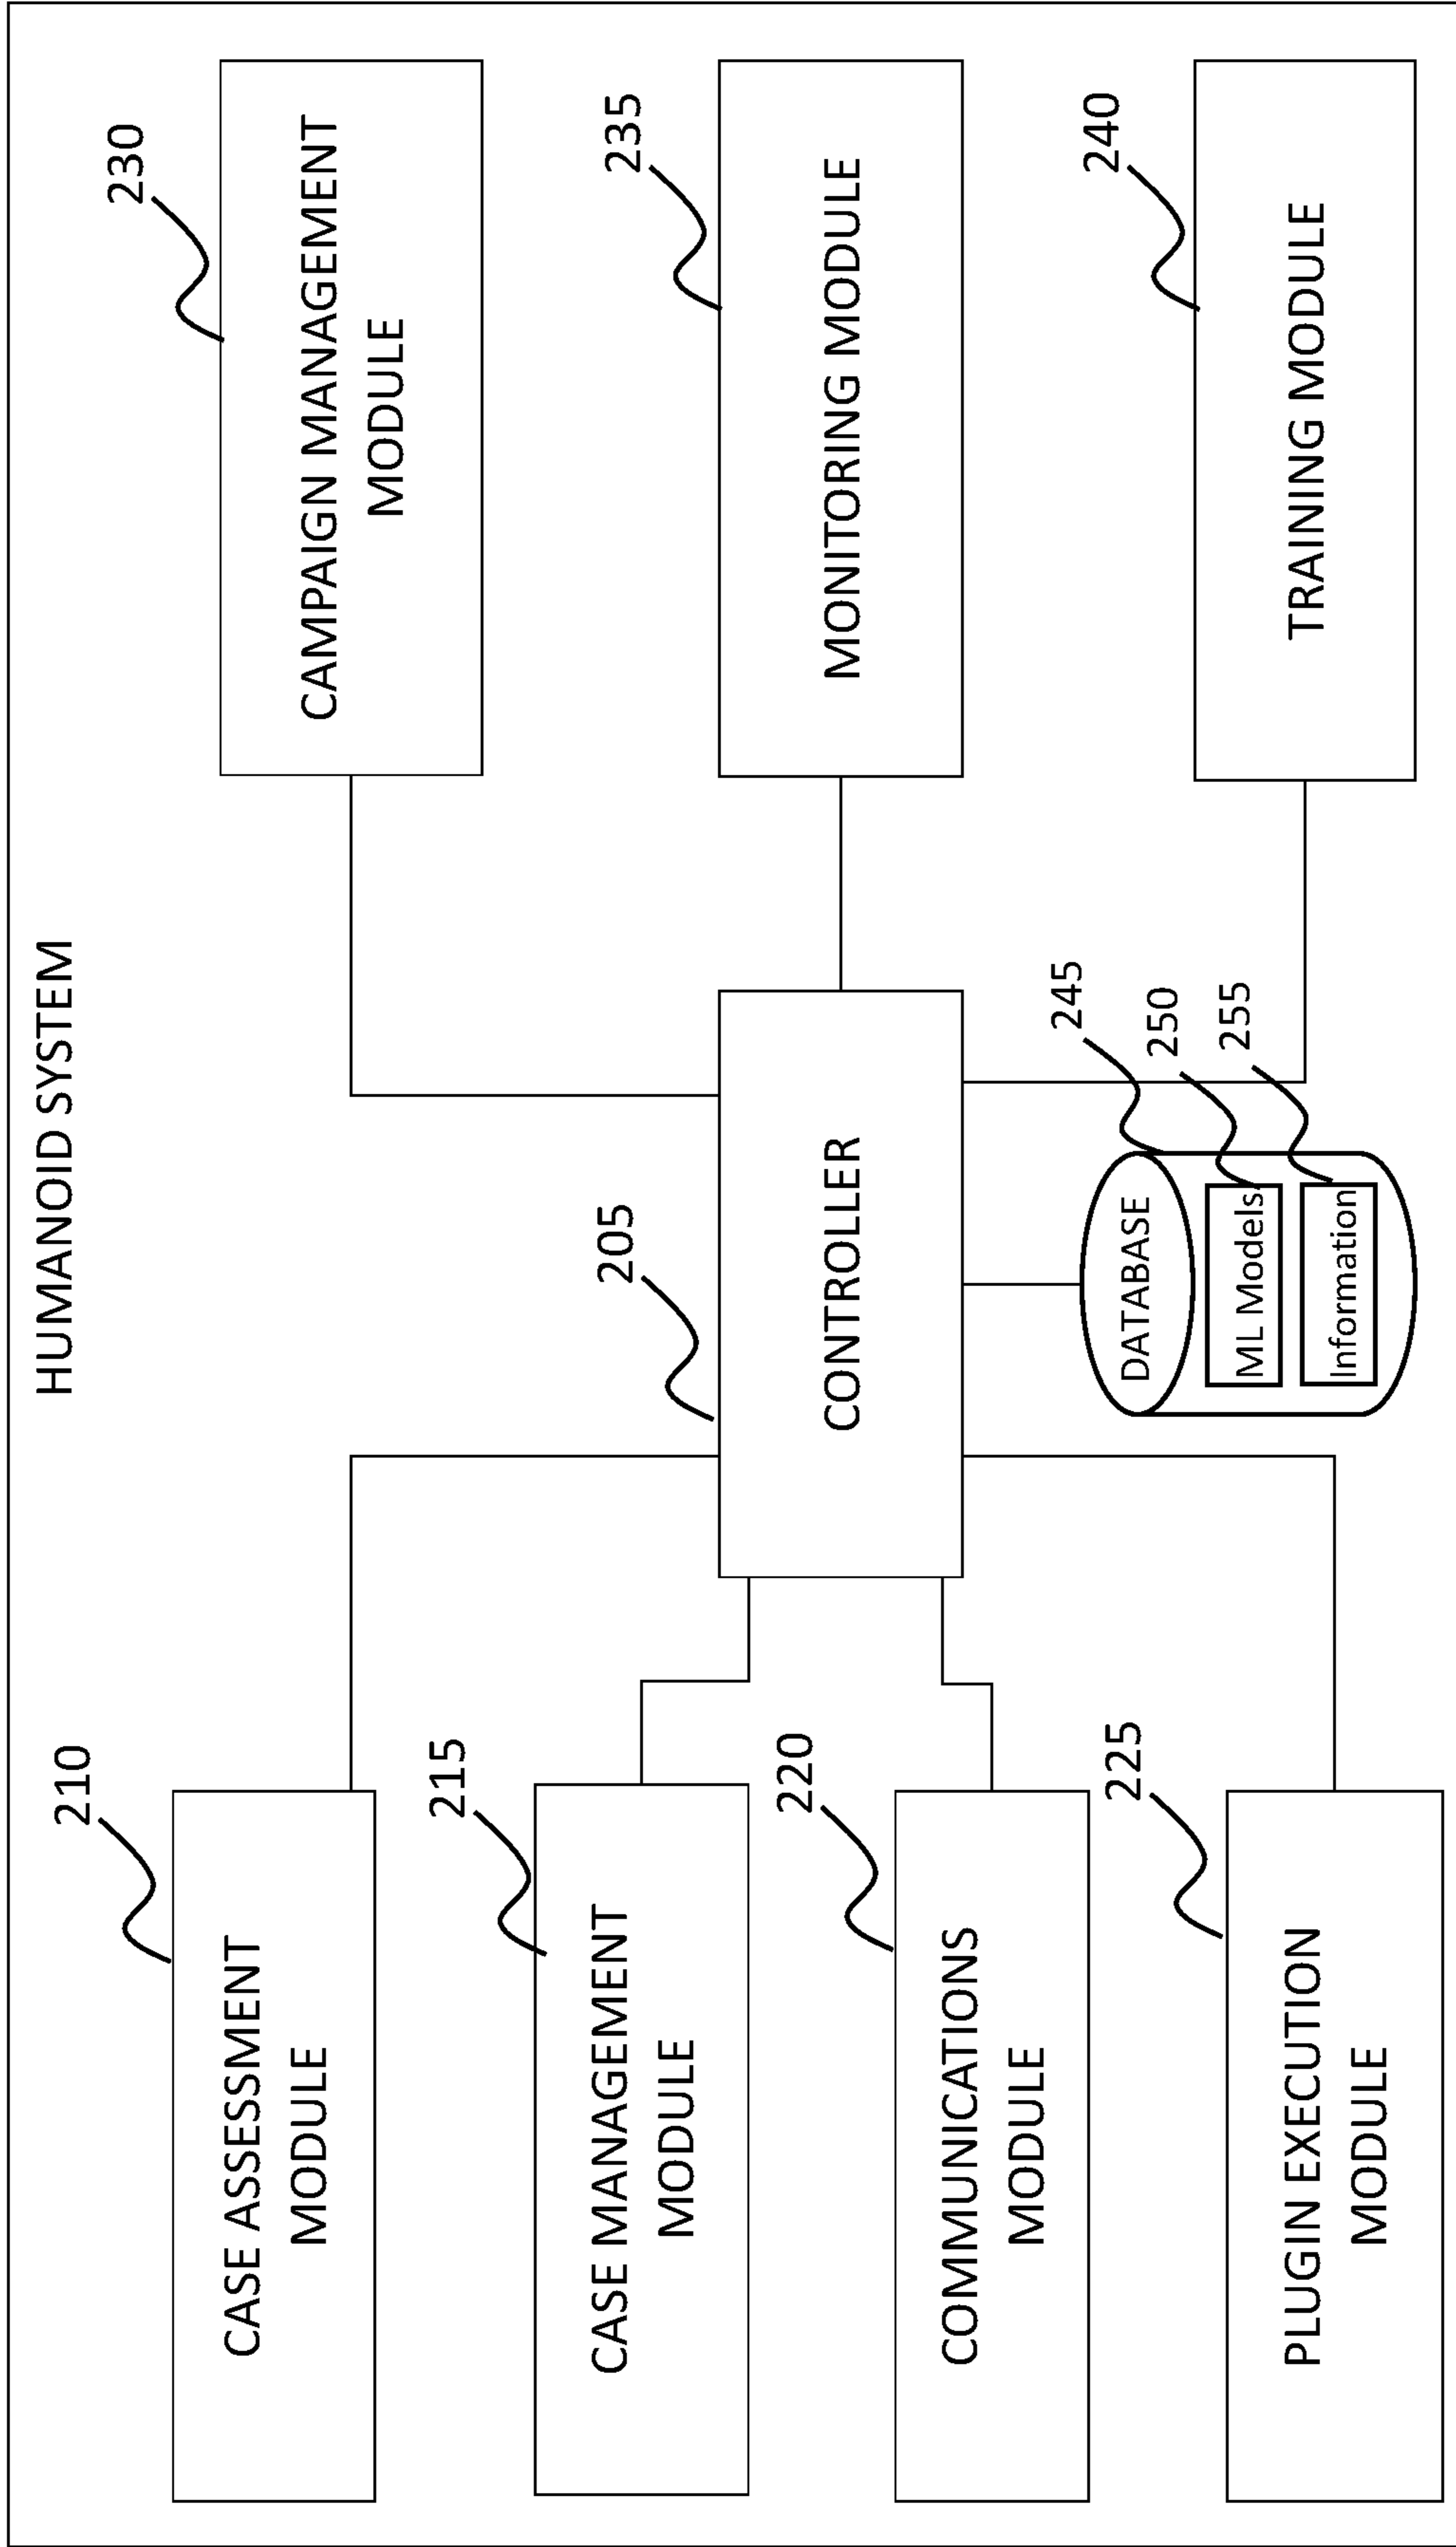 HUMANOID SYSTEM
210
CASE ASSESSMENT
MODULE
215
CASE MANAGEMENT
MODULE
220
COMMUNICATIONS
MODULE
225
PLUGIN EXECUTION
MODULE
205
CONTROLLER
245
DATABASE
250
ML Models
255
Information
230
CAMPAIGN MANAGEMENT
MODULE
235
MONITORING MODULE
240
TRAINING MODULE